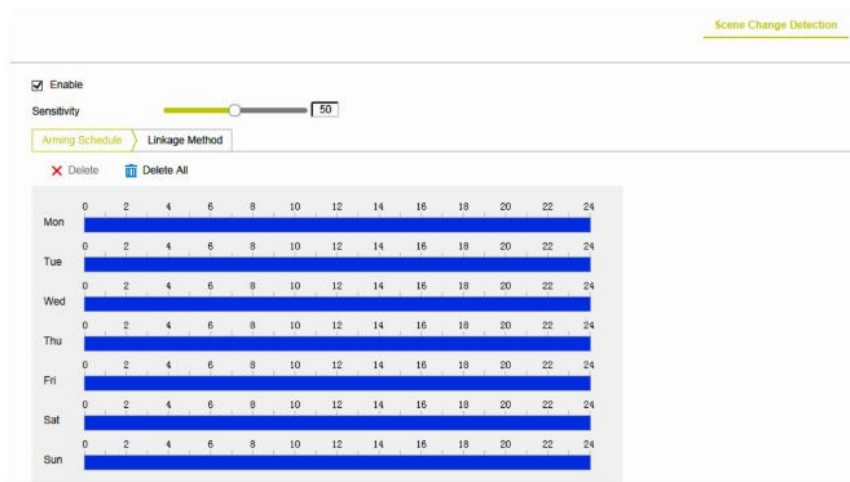 Scene Change Detection
Enable
Sensitivity 50
Arming Schedule Linkage Method
Delete Delete All
0 2 4 6 8 10 12 14 16 18 20 22 24
Mon
0 2 4 6 8 10 12 14 16 18 20 22 24
Tue
0 2 4 6 8 10 12 14 16 18 20 22 24
Wed
0 2 4 6 8 10 12 14 16 18 20 22 24
Thu
0 2 4 6 8 10 12 14 16 18 20 22 24
Fri
0 2 4 6 8 10 12 14 16 18 20 22 24
Sat
0 2 4 6 8 10 12 14 16 18 20 22 24
Sun